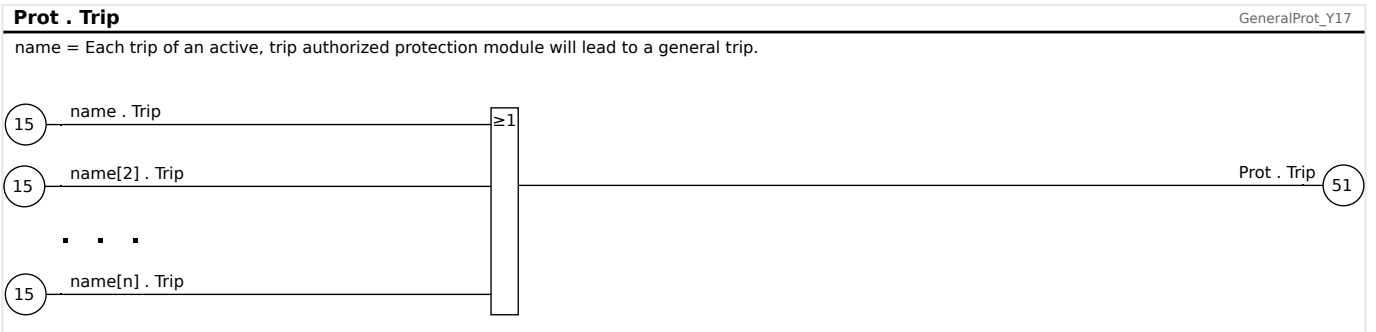 Prot . Trip
GeneralProt_Y17
name = Each trip of an active, trip authorized protection module will lead to a general trip.
name . Trip
15
≥1
name[2] . Trip
15
Prot . Trip
51
. . .
name[n] . Trip
15